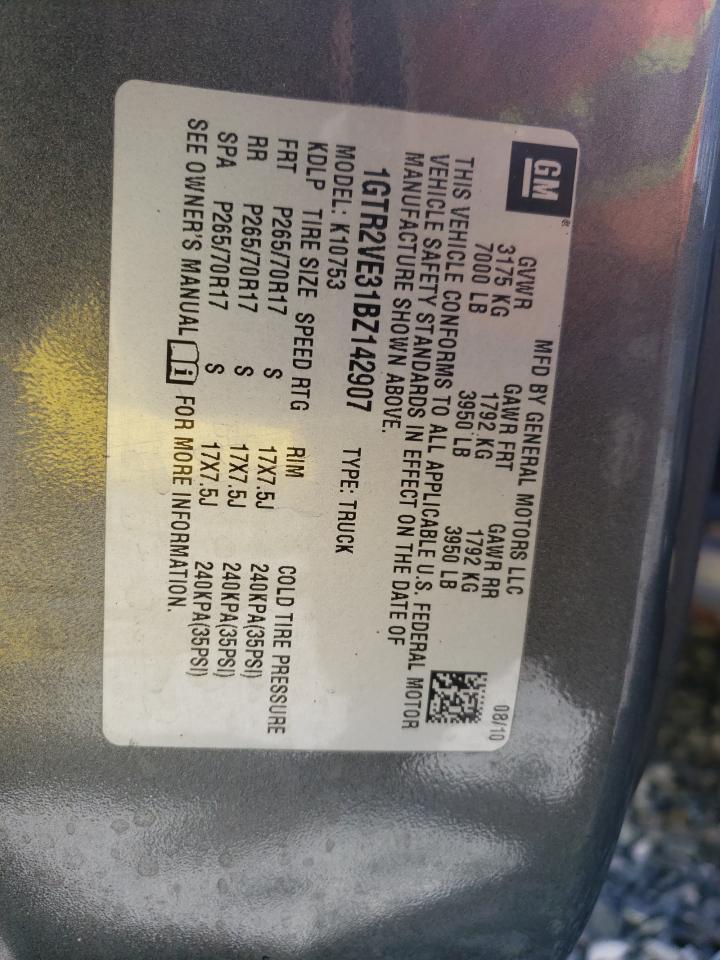 GM ®
MFD BY GENERAL MOTORS LLC 08/10
GVWR GAWR FRT GAWR RR
3175 KG 1792 KG 1792 KG
7000 LB 3950 LB 3950 LB
THIS VEHICLE CONFORMS TO ALL APPLICABLE U.S. FEDERAL MOTOR
VEHICLE SAFETY STANDARDS IN EFFECT ON THE DATE OF
MANUFACTURE SHOWN ABOVE.
1GTR2VE31BZ142907 TYPE: TRUCK
MODEL: K10753
KDLP TIRE SIZE SPEED RTG RIM COLD TIRE PRESSURE
FRT P265/70R17 S 17X7.5J 240KPA(35PSI)
RR P265/70R17 S 17X7.5J 240KPA(35PSI)
SPA P265/70R17 S 17X7.5J 240KPA(35PSI)
SEE OWNER'S MANUAL i FOR MORE INFORMATION.